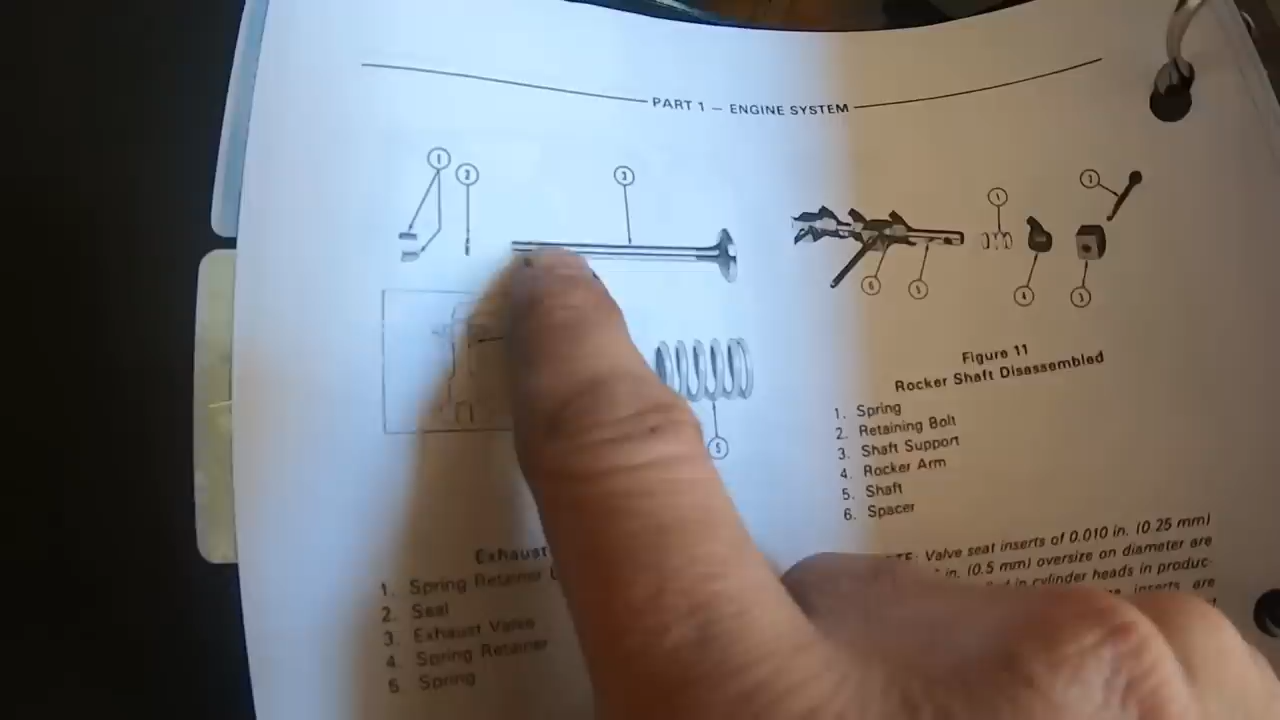 PART 1 — ENGINE SYSTEM
1
2
3
5
1
1
6
5
4
3
Exhaust
1. Spring Retainer
2. Seal
3. Exhaust Valve
4. Spring Retainer
5. Spring
Figure 11
Rocker Shaft Disassembled
1. Spring
2. Retaining Bolt
3. Shaft Support
4. Rocker Arm
5. Shaft
6. Spacer
Valve seat inserts of 0.010 in. (0.25 mm)
in. (0.5 mm) oversize on diameter are
in cylinder heads in produc-
inserts are